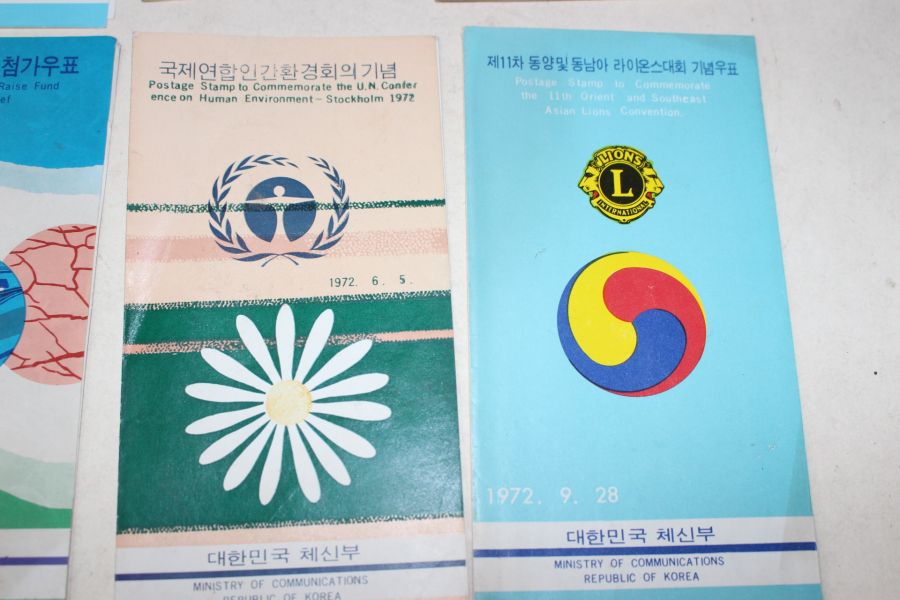 첨가우표
Raise Fund
국제연합인간환경회의기념
Postage Stamp to Commemorate the U.N. Confer
ence on Human Environment – Stockholm 1972
1972. 6. 5.
대한민국 체신부
MINISTRY OF COMMUNICATIONS
REPUBLIC OF KOREA
제11차 동양및동남아 라이온스대회 기념우표
Postage Stamp to Commemorate
the 11th Orient and Southeast
Asian Lions Convention.
LIONS
L
INTERNATIONAL
1972. 9. 28
대한민국 체신부
MINISTRY OF COMMUNICATIONS
REPUBLIC OF KOREA